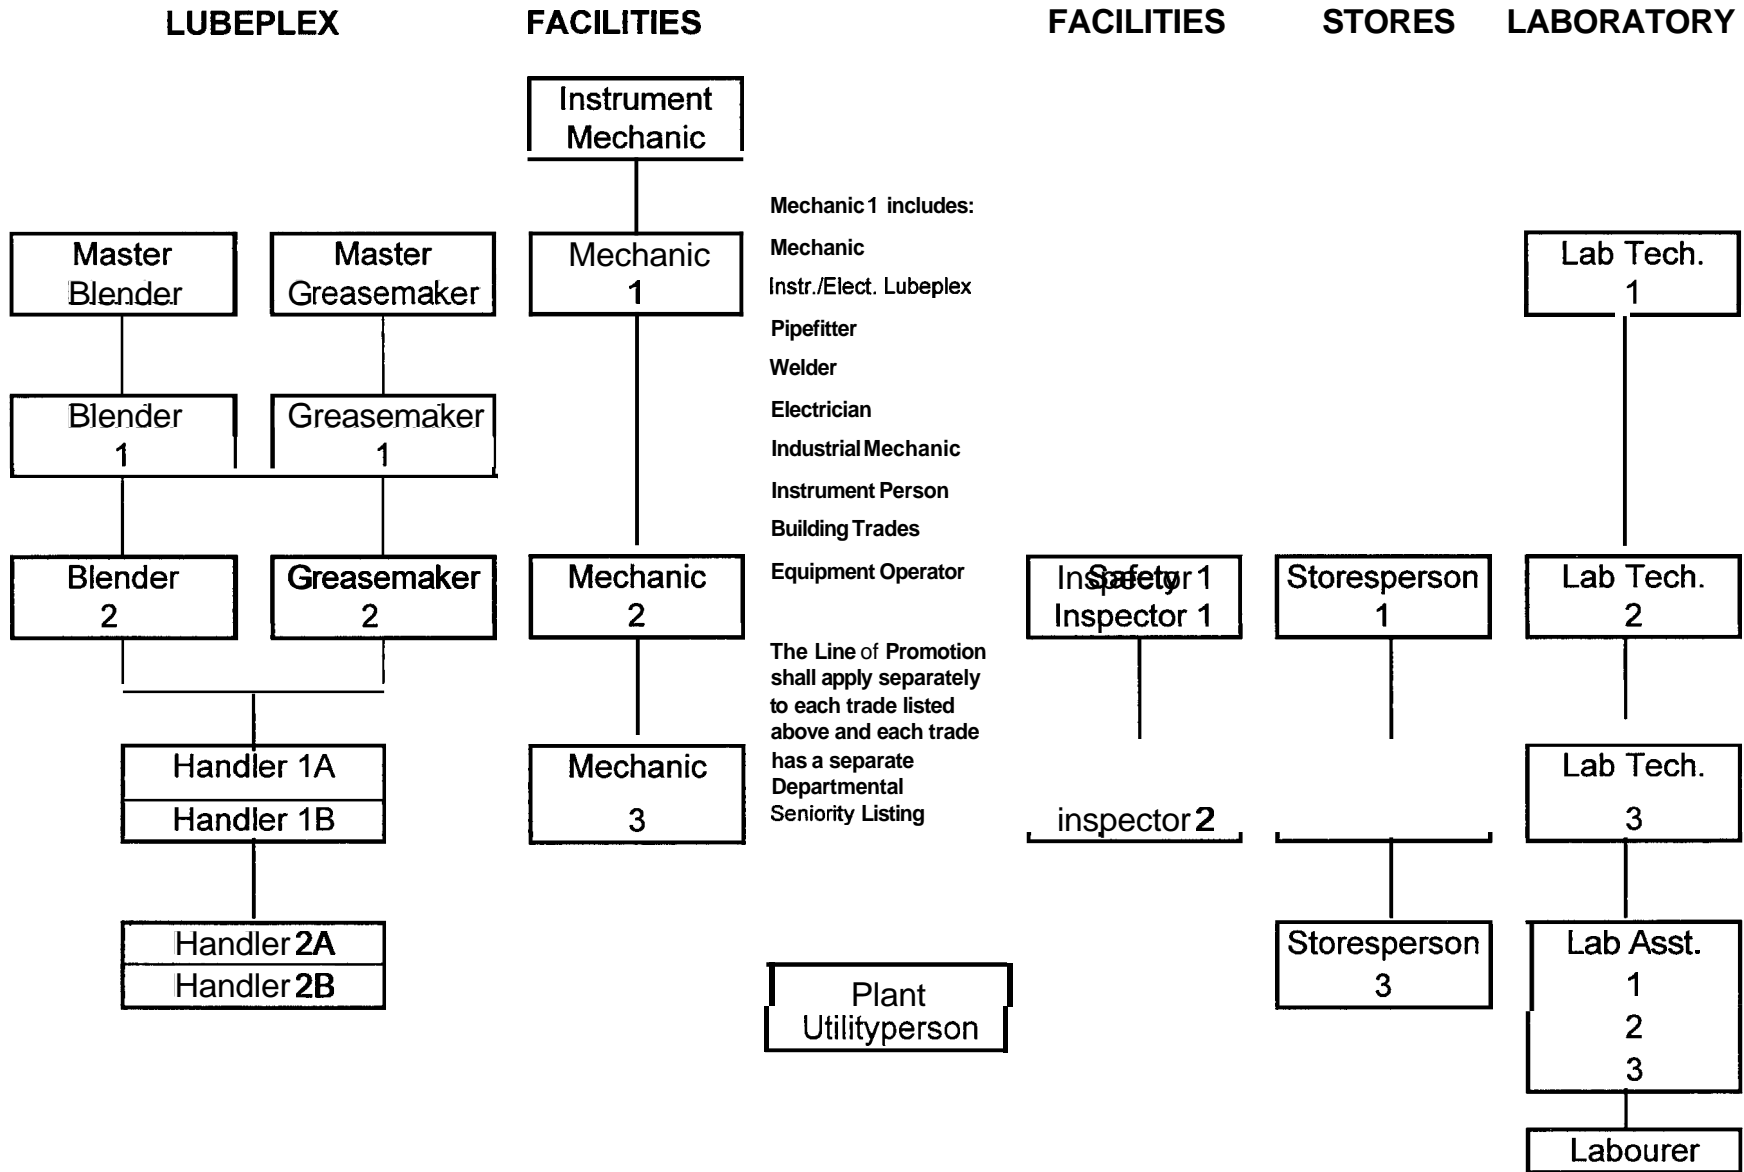 LUBEPLEX
FACILITIES
FACILITIES
STORES
LABORATORY
Instrument
Mechanic
Master
Blender
Master
Greasemaker
Mechanic
1
Lab Tech.
1
Blender
1
Greasemaker
1
Blender
2
Greasemaker
2
Mechanic
2
Handler 1A
Handler 1B
Mechanic
3
Handler 2A
Handler 2B
Mechanic 1 includes:
Mechanic
Instr./Elect. Lubeplex
Pipefitter
Welder
Electrician
Industrial Mechanic
Instrument Person
Building Trades
Equipment Operator
The Line of Promotion
shall apply separately
to each trade listed
above and each trade
has a separate
Departmental
Seniority Listing
Plant
Utilityperson
Safety
Inspector 1
Inspector 1
inspector 2
Storesperson
1
Storesperson
3
Lab Tech.
2
Lab Tech.
3
Lab Asst.
1
2
3
Labourer